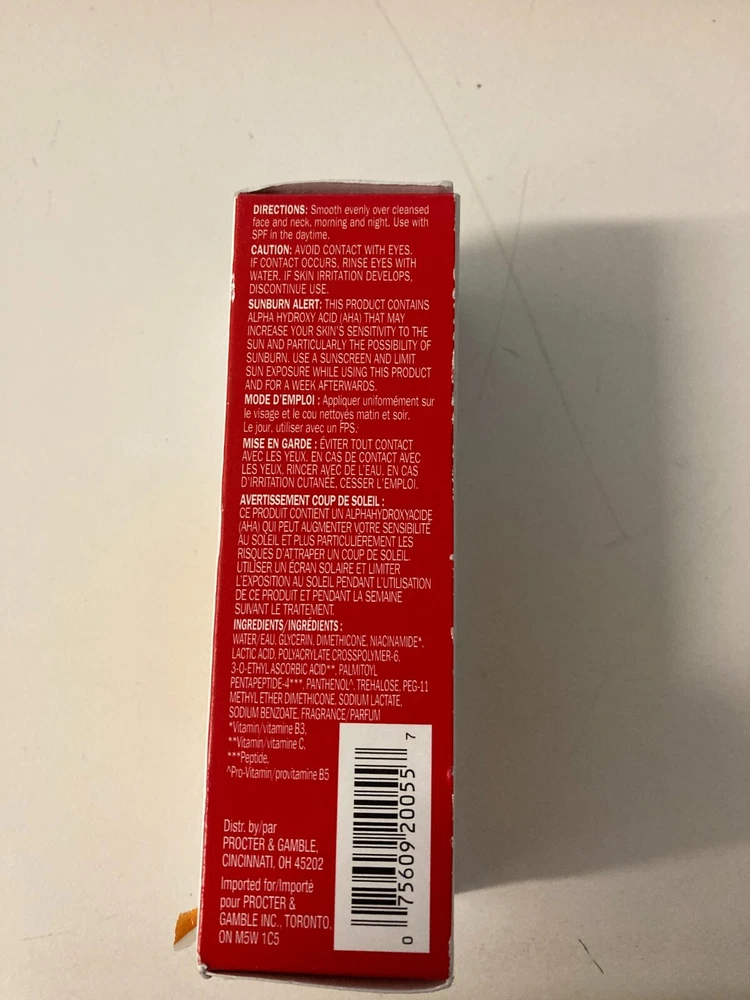 DIRECTIONS: Smooth evenly over cleansed
face and neck, morning and night. Use with
SPF in the daytime.
CAUTION: AVOID CONTACT WITH EYES.
IF CONTACT OCCURS, RINSE EYES WITH
WATER. IF SKIN IRRITATION DEVELOPS,
DISCONTINUE USE.
SUNBURN ALERT: THIS PRODUCT CONTAINS
ALPHA HYDROXY ACID (AHA) THAT MAY
INCREASE YOUR SKIN'S SENSITIVITY TO THE
SUN AND PARTICULARLY THE POSSIBILITY OF
SUNBURN. USE A SUNSCREEN AND LIMIT
SUN EXPOSURE WHILE USING THIS PRODUCT
AND FOR A WEEK AFTERWARDS.
MODE D'EMPLOI : Appliquer uniformément sur
le visage et le cou nettoyés matin et soir.
Le jour, utiliser avec un FPS.
MISE EN GARDE : ÉVITER TOUT CONTACT
AVEC LES YEUX. EN CAS DE CONTACT AVEC
LES YEUX, RINCER AVEC DE L'EAU. EN CAS
D'IRRITATION CUTANÉE, CESSER L'EMPLOI.
AVERTISSEMENT COUP DE SOLEIL :
CE PRODUIT CONTIENT UN ALPHAHYDROXYACIDE
(AHA) QUI PEUT AUGMENTER VOTRE SENSIBILITÉ
AU SOLEIL ET PLUS PARTICULIÈREMENT LES
RISQUES D'ATTRAPER UN COUP DE SOLEIL.
UTILISER UN ÉCRAN SOLAIRE ET LIMITER
L'EXPOSITION AU SOLEIL PENDANT L'UTILISATION
DE CE PRODUIT ET PENDANT LA SEMAINE
SUIVANT LE TRAITEMENT.
INGREDIENTS/INGRÉDIENTS :
WATER/EAU, GLYCERIN, DIMETHICONE, NIACINAMIDE*,
LACTIC ACID, POLYACRYLATE CROSSPOLYMER-6,
3-O-ETHYL ASCORBIC ACID**, PALMITOYL
PENTAPEPTIDE-4***, PANTHENOL^, TREHALOSE, PEG-11
METHYL ETHER DIMETHICONE, SODIUM LACTATE,
SODIUM BENZOATE, FRAGRANCE/PARFUM
*Vitamin/vitamine B3,
**Vitamin/vitamine C,
***Peptide,
^Pro-Vitamin/provitamine B5
Distr. by/par
PROCTER & GAMBLE,
CINCINNATI, OH 45202
Imported for/Importé
pour PROCTER &
GAMBLE INC., TORONTO,
ON M5W 1C5
0 75609 20055 7